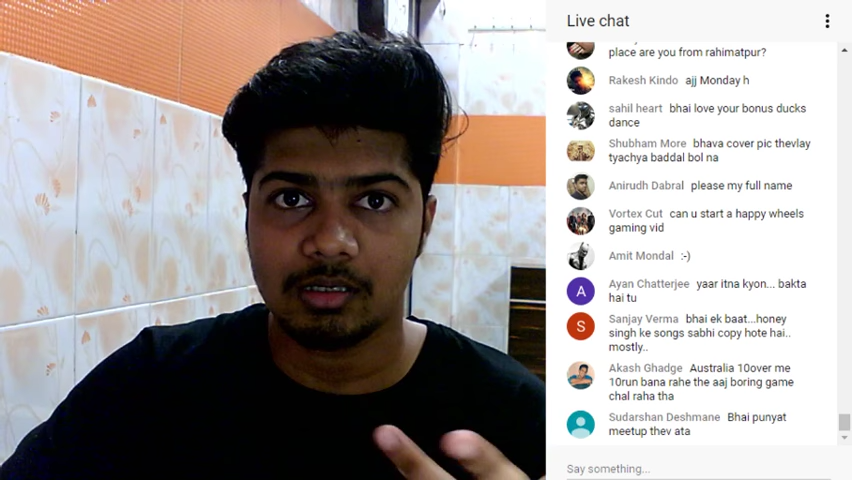 Live chat
place are you from rahimatpur?
Rakesh Kindo ajj Monday h
sahil heart bhai love your bonus ducks
dance
Shubham More bhava cover pic thevlay
tyachya baddal bol na
Anirudh Dabral please my full name
Vortex Cut can u start a happy wheels
gaming vid
Amit Mondal :-)
A
Ayan Chatterjee yaar itna kyon... bakta
hai tu
S
Sanjay Verma bhai ek baat...honey
singh ke songs sabhi copy hote hai..
mostly..
Akash Ghadge Australia 10over me
10run bana rahe the aaj boring game
chal raha tha
Sudarshan Deshmane Bhai punyat
meetup thev ata
Say something...